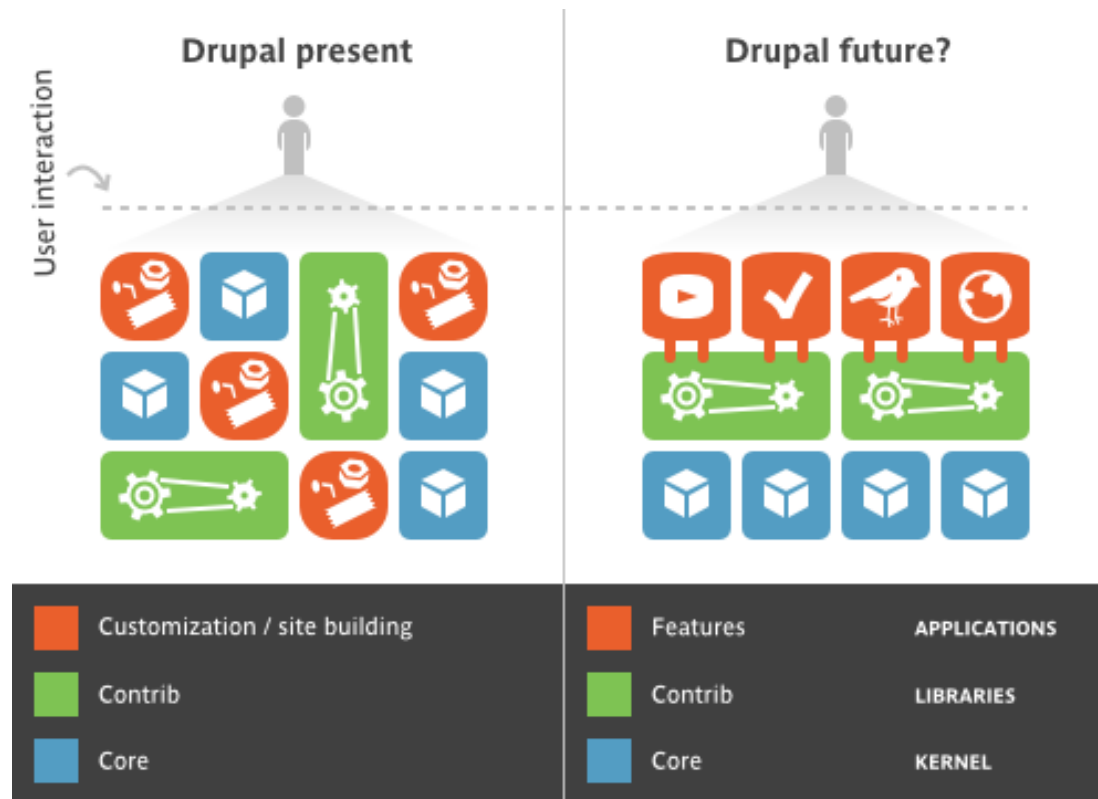 Drupal present
Drupal future?
User interaction
Customization / site building
Contrib
Core
Features APPLICATIONS
Contrib LIBRARIES
Core KERNEL